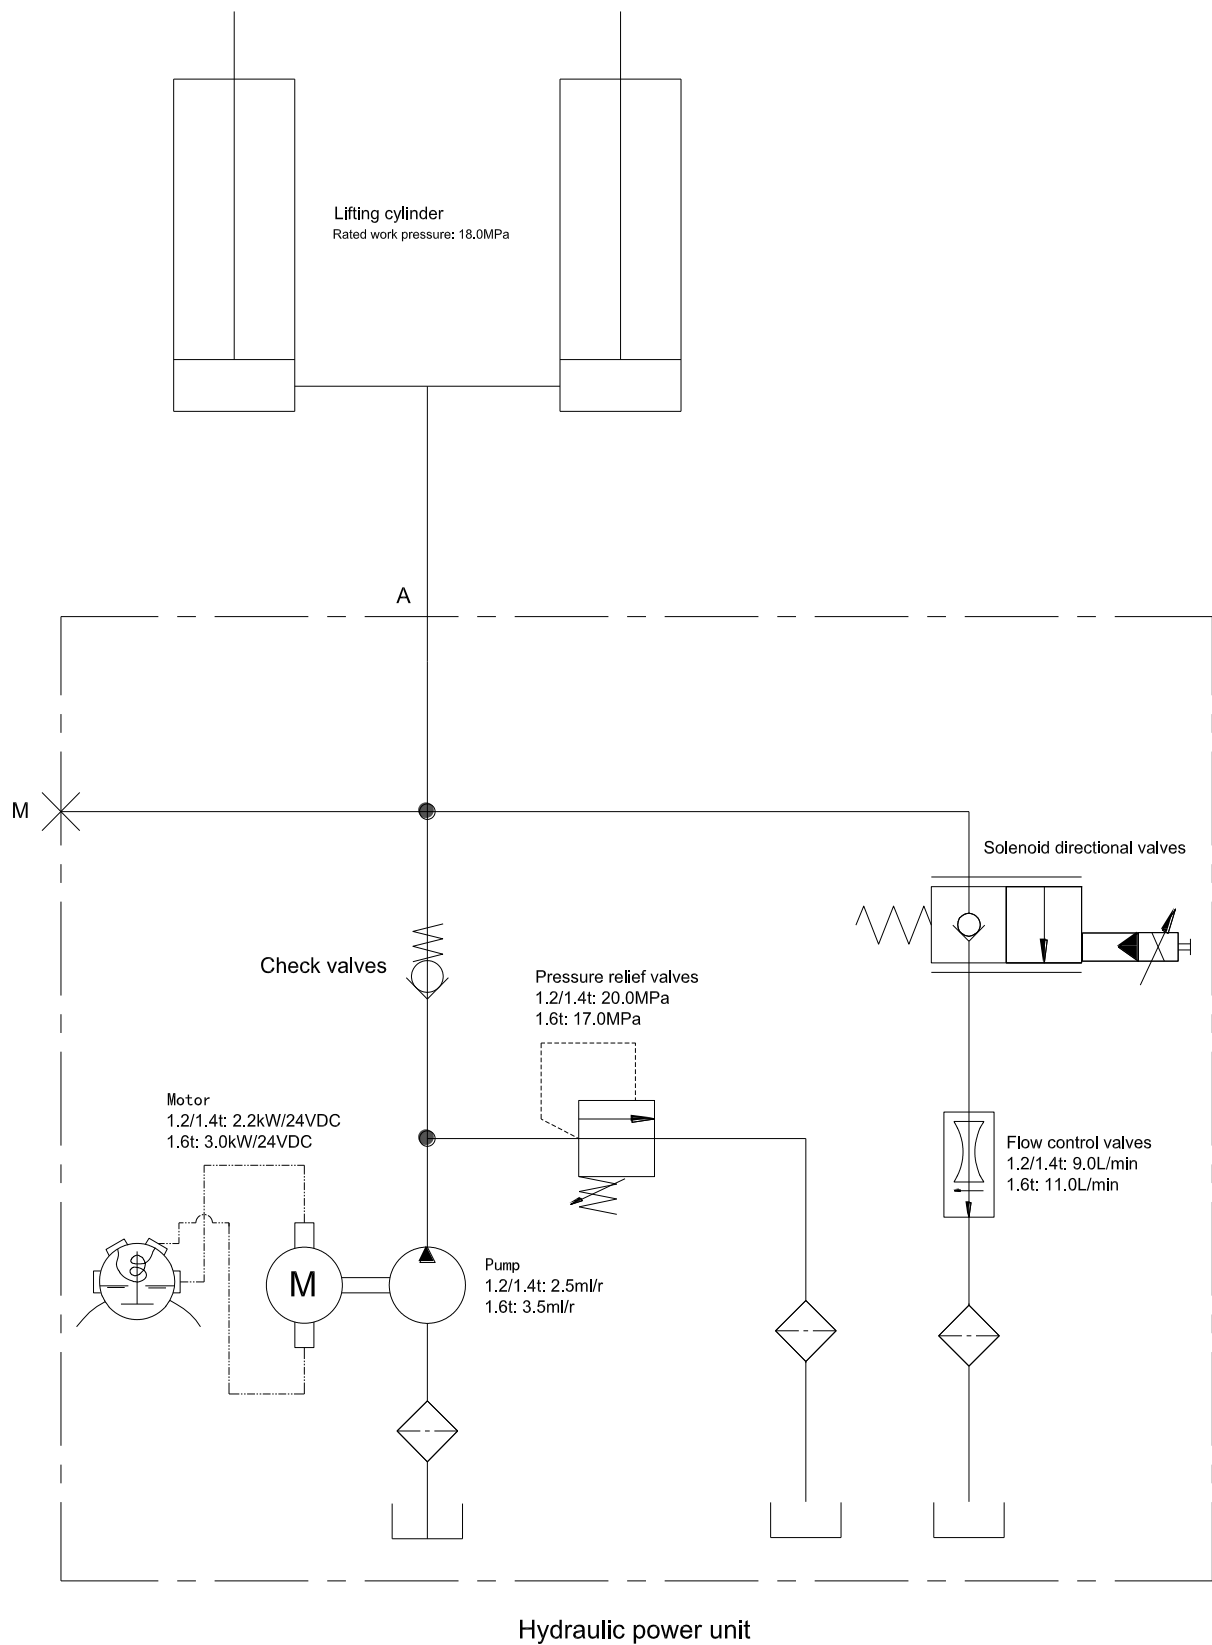 Lifting cylinder
Rated work pressure: 18.0MPa
A
M
Solenoid directional valves
Check valves
Pressure relief valves
1.2/1.4t: 20.0MPa
1.6t: 17.0MPa
Motor
1.2/1.4t: 2.2kW/24VDC
1.6t: 3.0kW/24VDC
Flow control valves
1.2/1.4t: 9.0L/min
1.6t: 11.0L/min
M
Pump
1.2/1.4t: 2.5ml/r
1.6t: 3.5ml/r
Hydraulic power unit